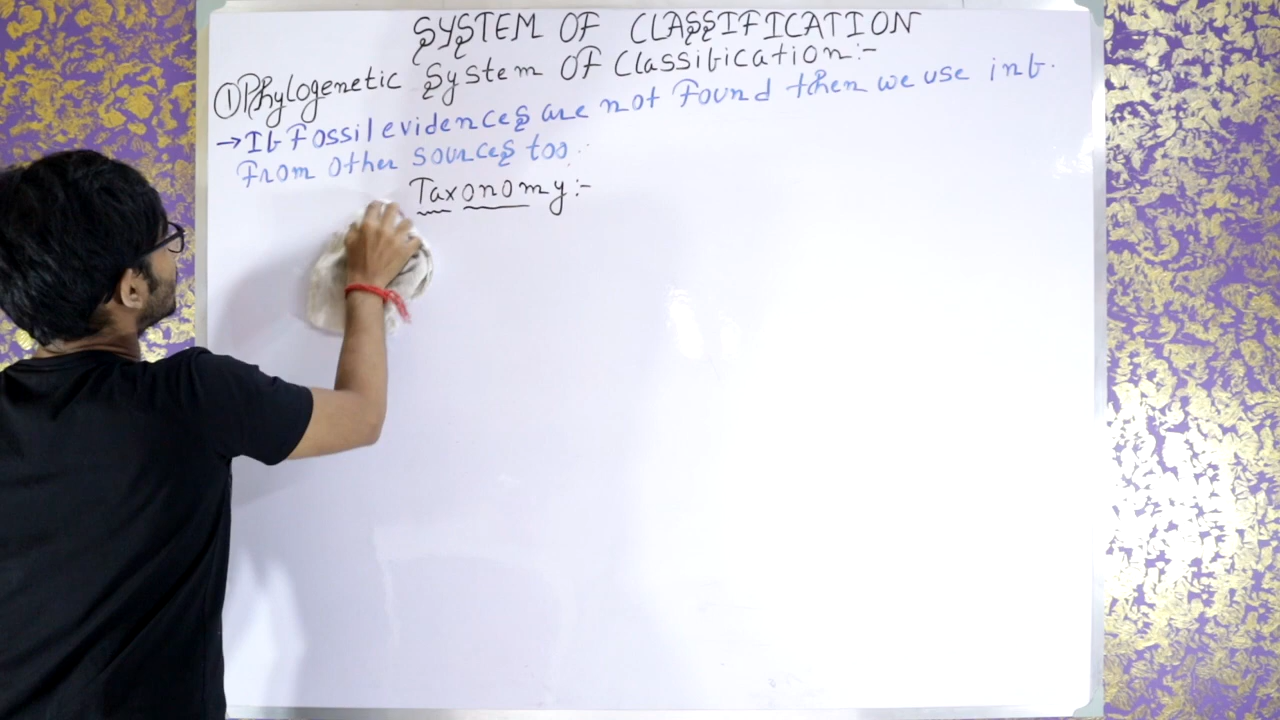 SYSTEM OF CLASSIFICATION
① Phylogenetic System Of Classification:-
→ If Fossil evidences are not Found then we use inf.
From Other sources too.
Taxonomy:-